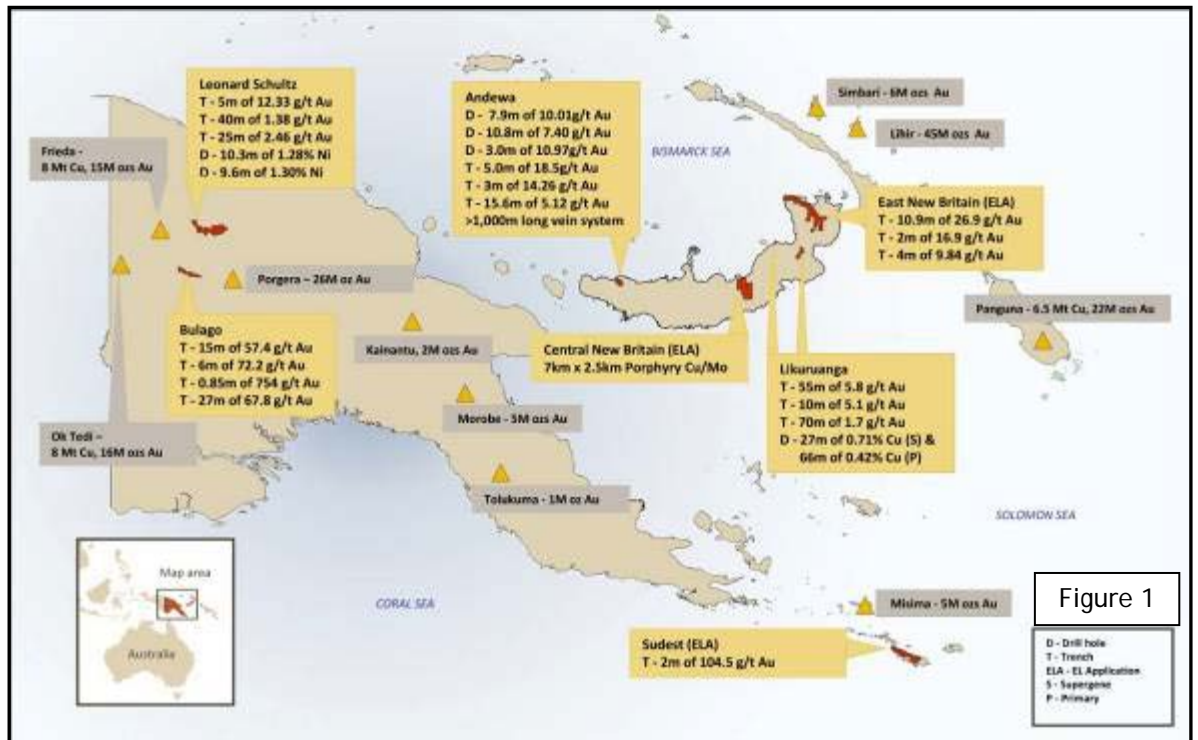 Leonard Schultz
T - 5m of 12.33 g/t Au
T - 40m of 1.38 g/t Au
T - 25m of 2.46 g/t Au
D - 10.3m of 1.28% Ni
D - 9.6m of 1.30% Ni
Andewa
D - 7.9m of 10.01g/t Au
D - 10.8m of 7.40 g/t Au
D - 3.0m of 10.97g/t Au
T - 5.0m of 18.5g/t Au
T - 3m of 14.26 g/t Au
T - 15.6m of 5.12 g/t Au
>1,000m long vein system
Simbari - 6M ozs Au
Lihir - 45M ozs Au
BISMARCK SEA
Frieda -
8 Mt Cu, 15M ozs Au
East New Britain (ELA)
T - 10.9m of 26.9 g/t Au
T - 2m of 16.9 g/t Au
T - 4m of 9.84 g/t Au
Porgera – 26M oz Au
Panguna - 6.5 Mt Cu, 22M ozs Au
Bulago
T - 15m of 57.4 g/t Au
T - 6m of 72.2 g/t Au
T - 0.85m of 754 g/t Au
T - 27m of 67.8 g/t Au
Kainantu, 2M ozs Au
Central New Britain (ELA)
7km x 2.5km Porphyry Cu/Mo
Likuruanga
T - 55m of 5.8 g/t Au
T - 10m of 5.1 g/t Au
T - 70m of 1.7 g/t Au
D - 27m of 0.71% Cu (S) &
66m of 0.42% Cu (P)
Morobe - 5M ozs Au
Ok Tedi –
8 Mt Cu, 16M ozs Au
Tolukuma - 1M oz Au
SOLOMON SEA
Map area
Australia
CORAL SEA
Misima - 5M ozs Au
Sudest (ELA)
T - 2m of 104.5 g/t Au
Figure 1
D - Drill hole
T - Trench
ELA - EL Application
S - Supergene
P - Primary